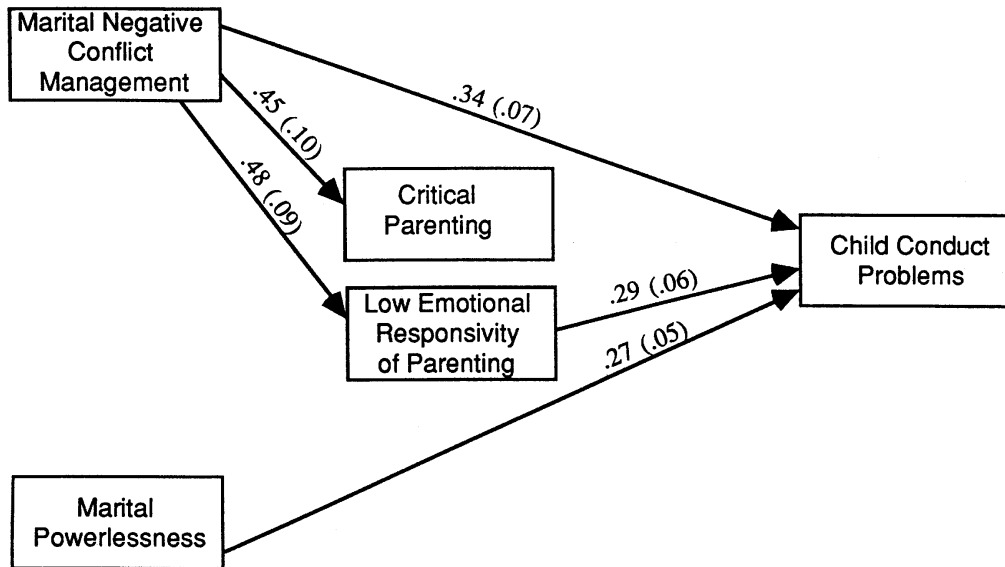 Marital Negative
Conflict
Management
.34 (.07)
.45 (.10)
.48 (.09)
Critical
Parenting
Child Conduct
Problems
Low Emotional
Responsivity
of Parenting
.29 (.06)
.27 (.05)
Marital
Powerlessness